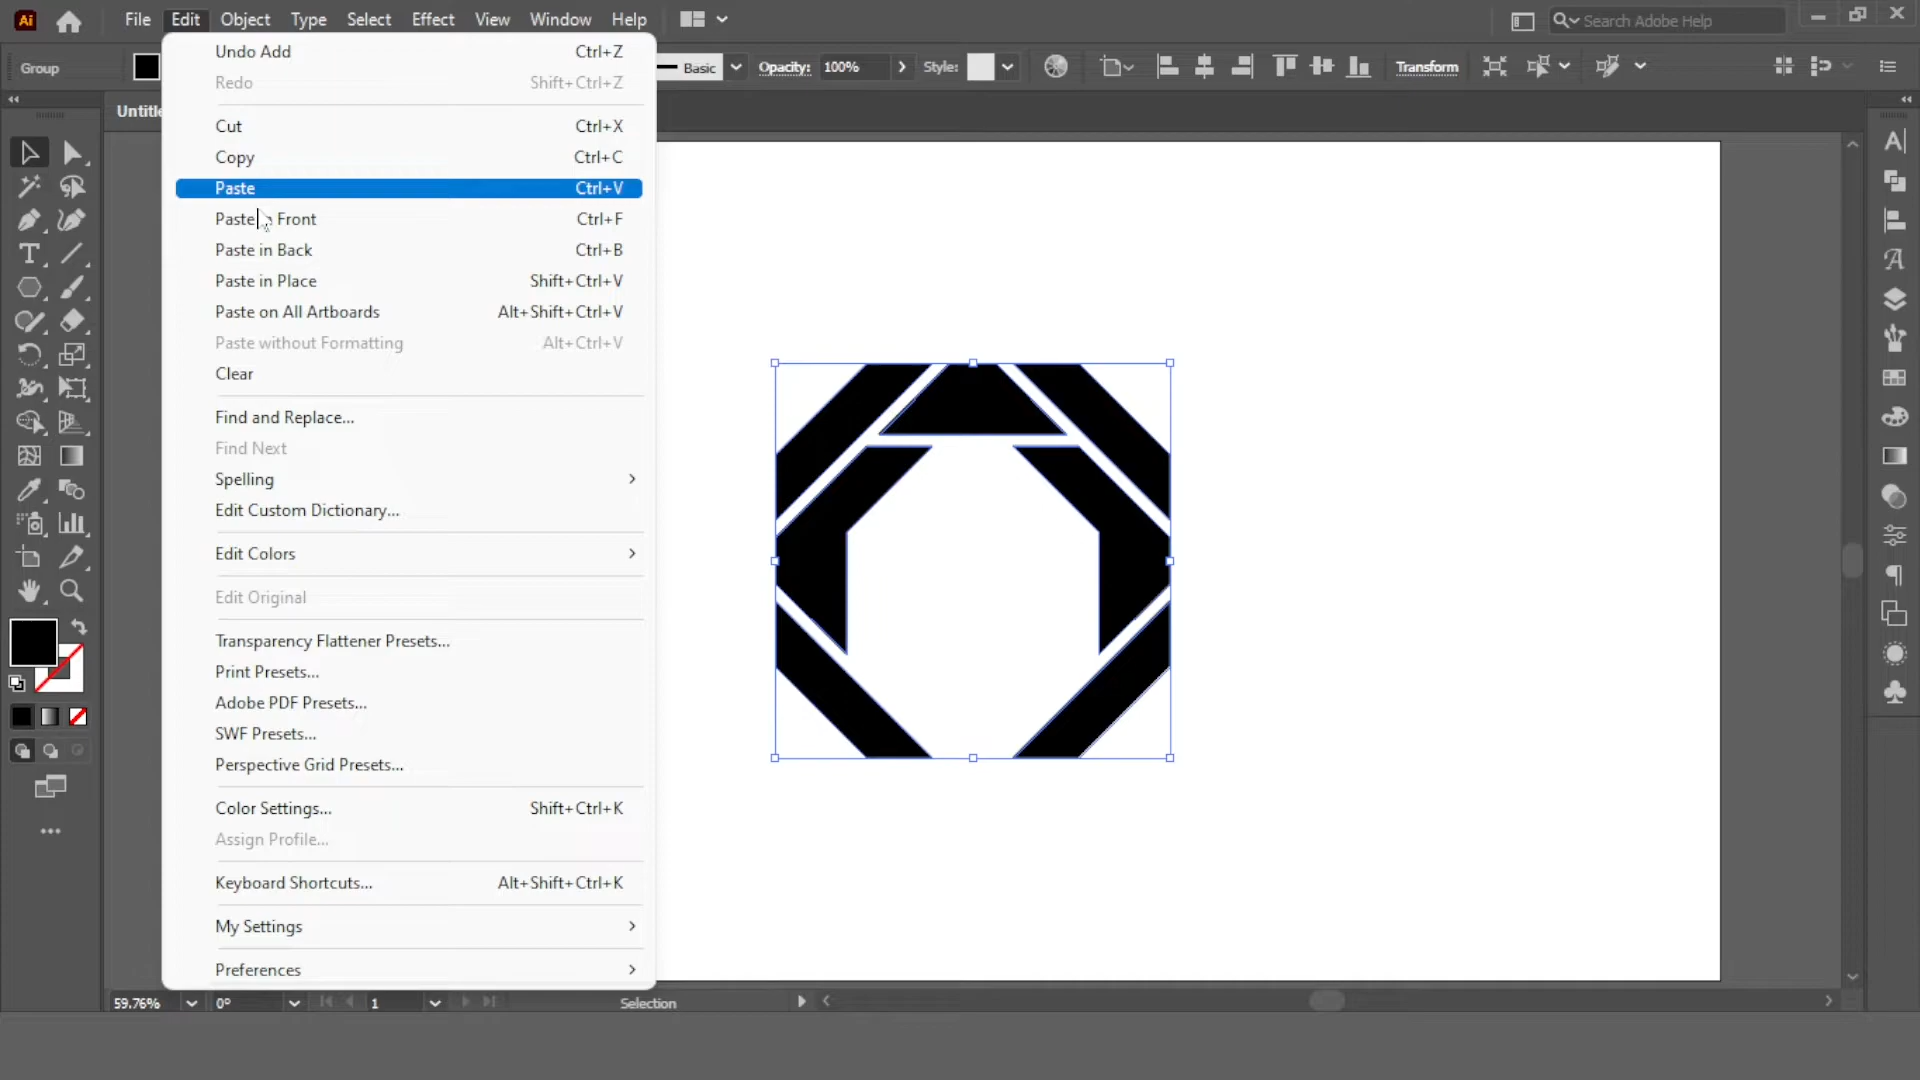 Ai File Edit Object Type Select Effect View Window Help Search Adobe Help
Group Basic Opacity: 100% Style: Transform
Untitle
Undo Add Ctrl+Z
Redo Shift+Ctrl+Z
Cut Ctrl+X
Copy Ctrl+C
Paste Ctrl+V
Paste in Front Ctrl+F
Paste in Back Ctrl+B
Paste in Place Shift+Ctrl+V
Paste on All Artboards Alt+Shift+Ctrl+V
Paste without Formatting Alt+Ctrl+V
Clear
Find and Replace...
Find Next
Spelling
Edit Custom Dictionary...
Edit Colors
Edit Original
Transparency Flattener Presets...
Print Presets...
Adobe PDF Presets...
SWF Presets...
Perspective Grid Presets...
Color Settings... Shift+Ctrl+K
Assign Profile...
Keyboard Shortcuts... Alt+Shift+Ctrl+K
My Settings
Preferences
59.76% 0° 1 Selection